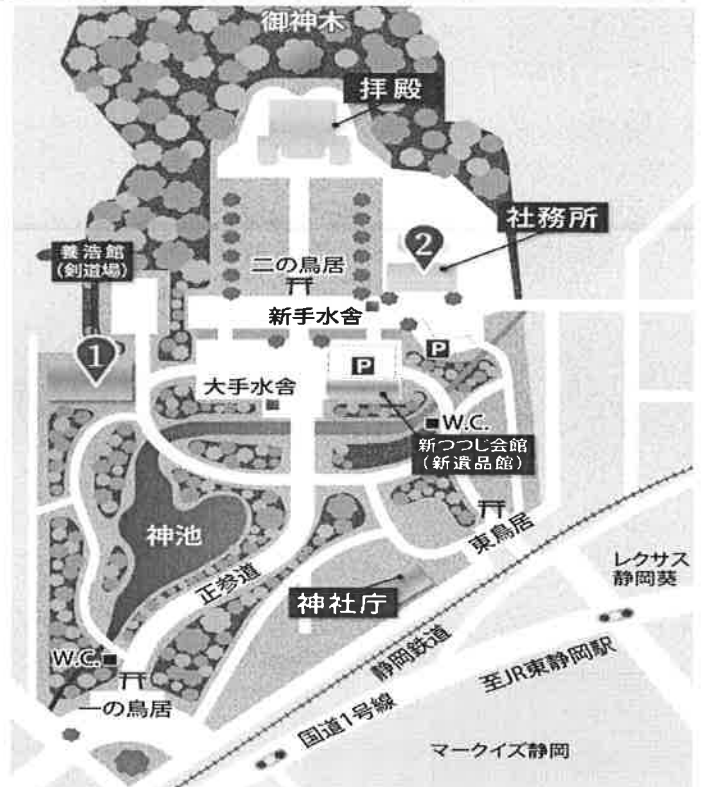 御神木
拝殿
社務所
2
養浩館
(剣道場)
二の鳥居
新手水舎
1
P
P
大手水舎
W.C.
新つつじ会館
(新遺品館)
神池
正参道
東鳥居
レクサス
静岡葵
神社庁
静岡鉄道
W.C.
一の鳥居
国道1号線
至JR東静岡駅
マークイズ静岡